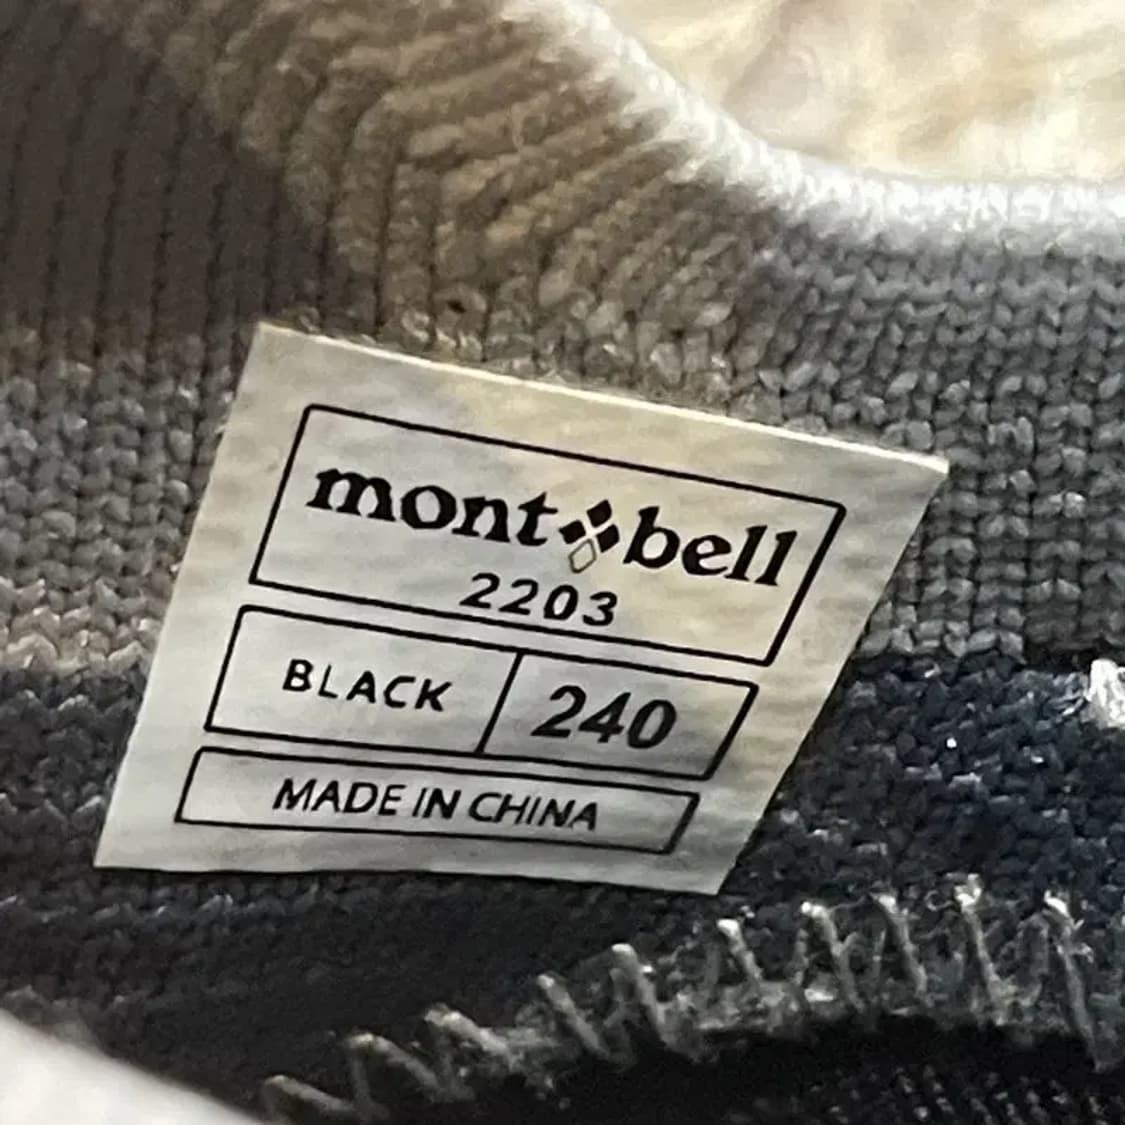 mont bell
2203
BLACK 240
MADE IN CHINA